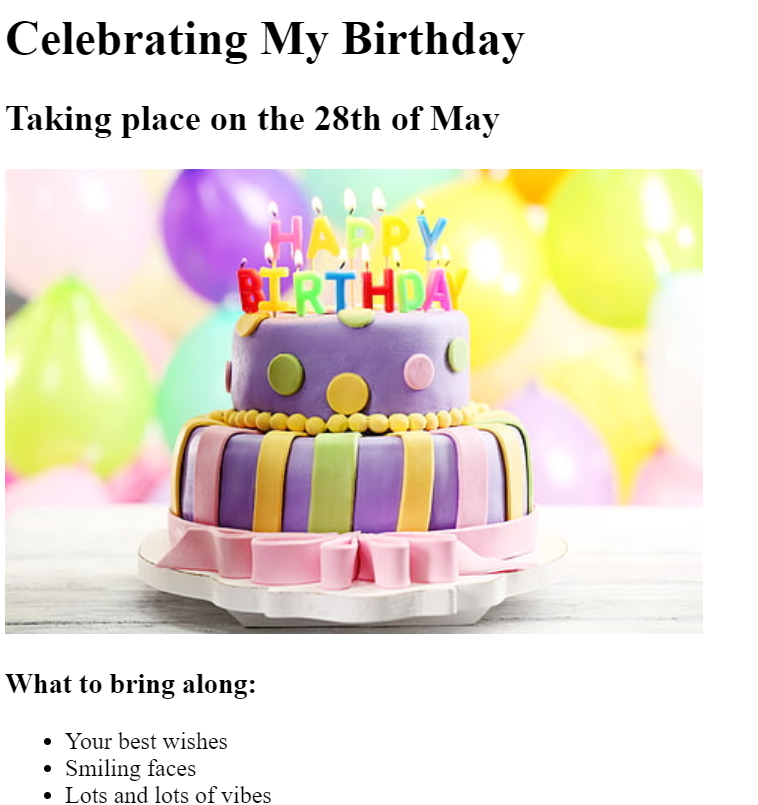 Celebrating My Birthday
Taking place on the 28th of May
HAPPY
BIRTHDAY
What to bring along:
Your best wishes
Smiling faces
Lots and lots of vibes